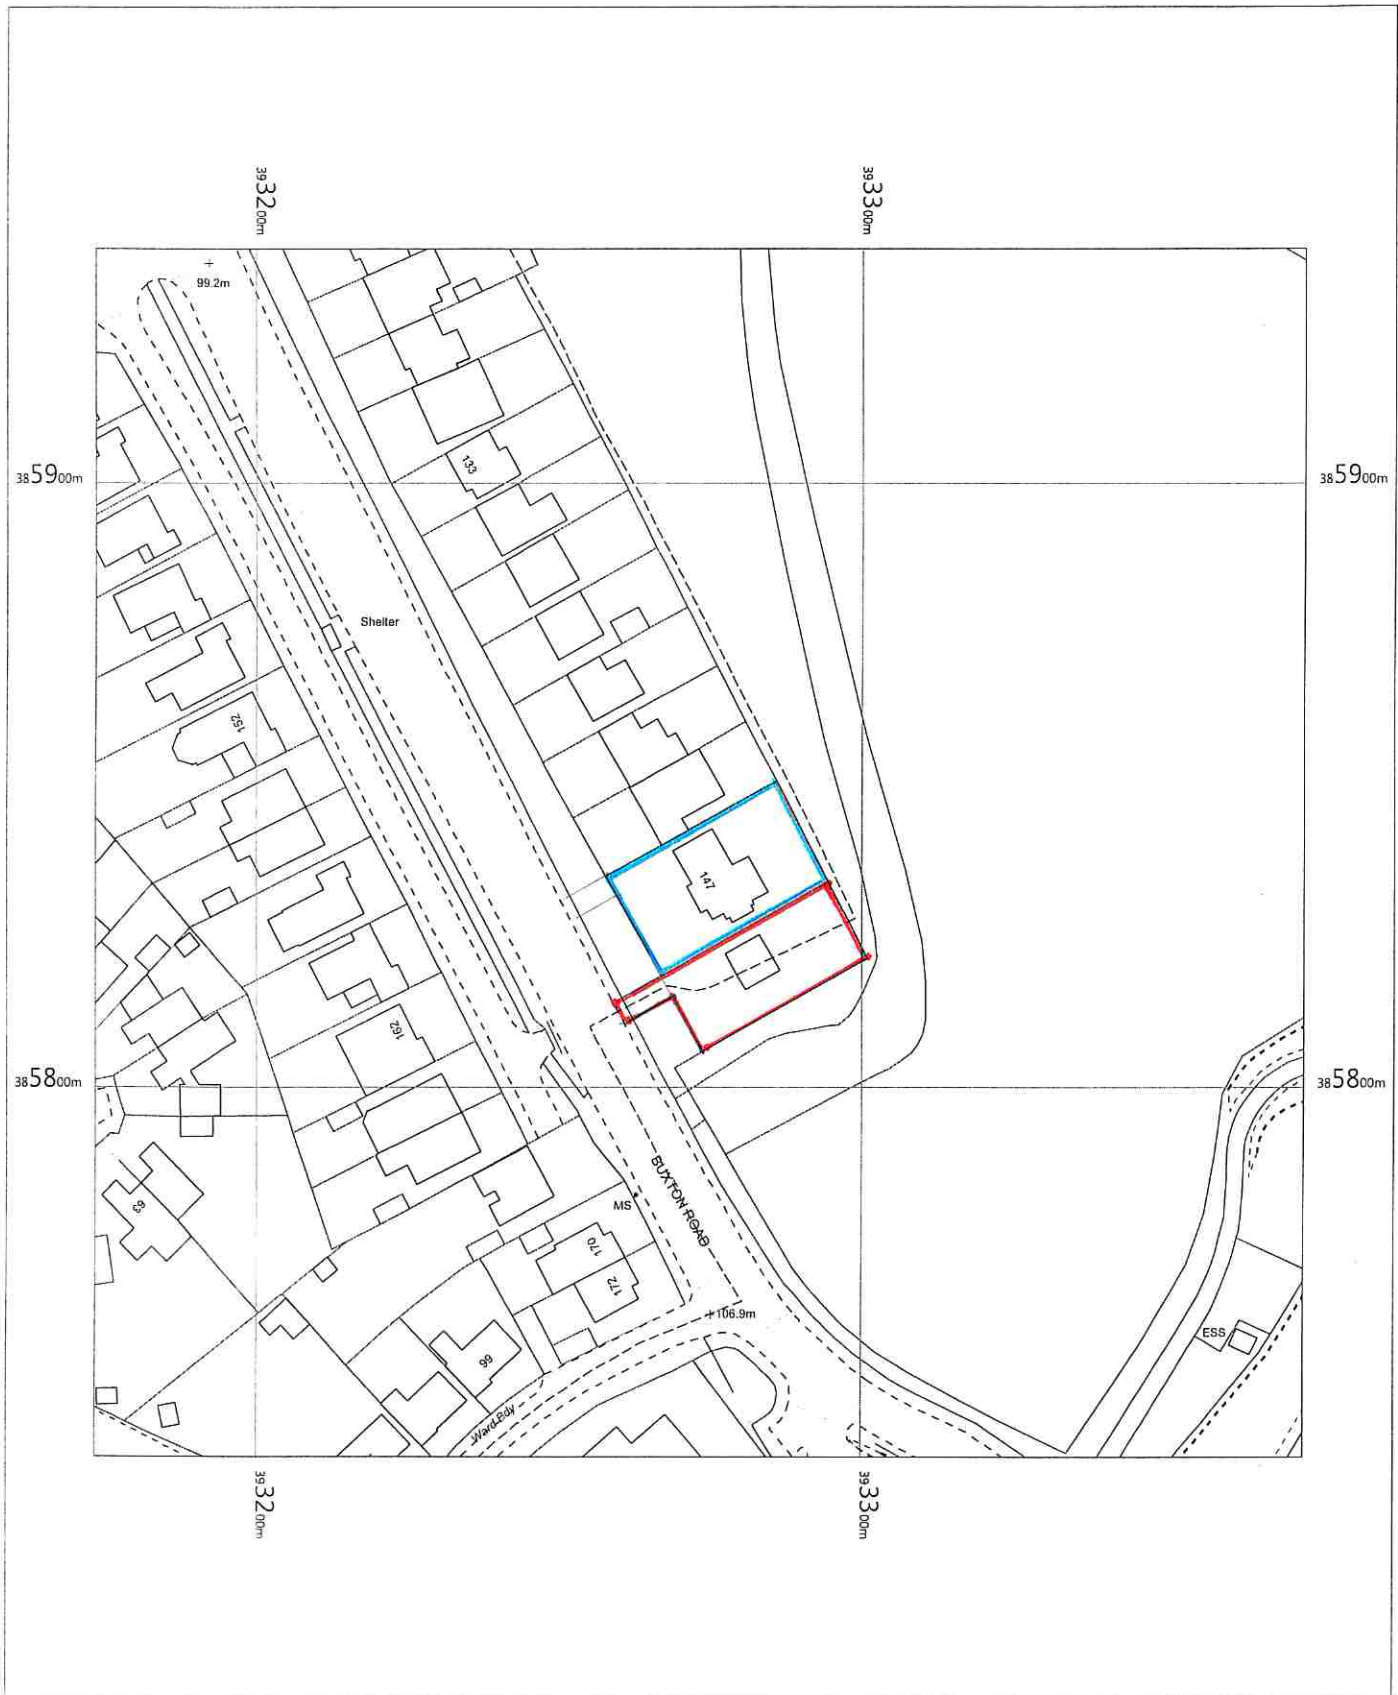 393200m
393300m
99.2m
133
385900m
385900m
Shelter
152
147
162
385800m
385800m
BUXTON ROAD
MS
63
170
172
+106.9m
ESS
99
Ward Bdy
393200m
393300m